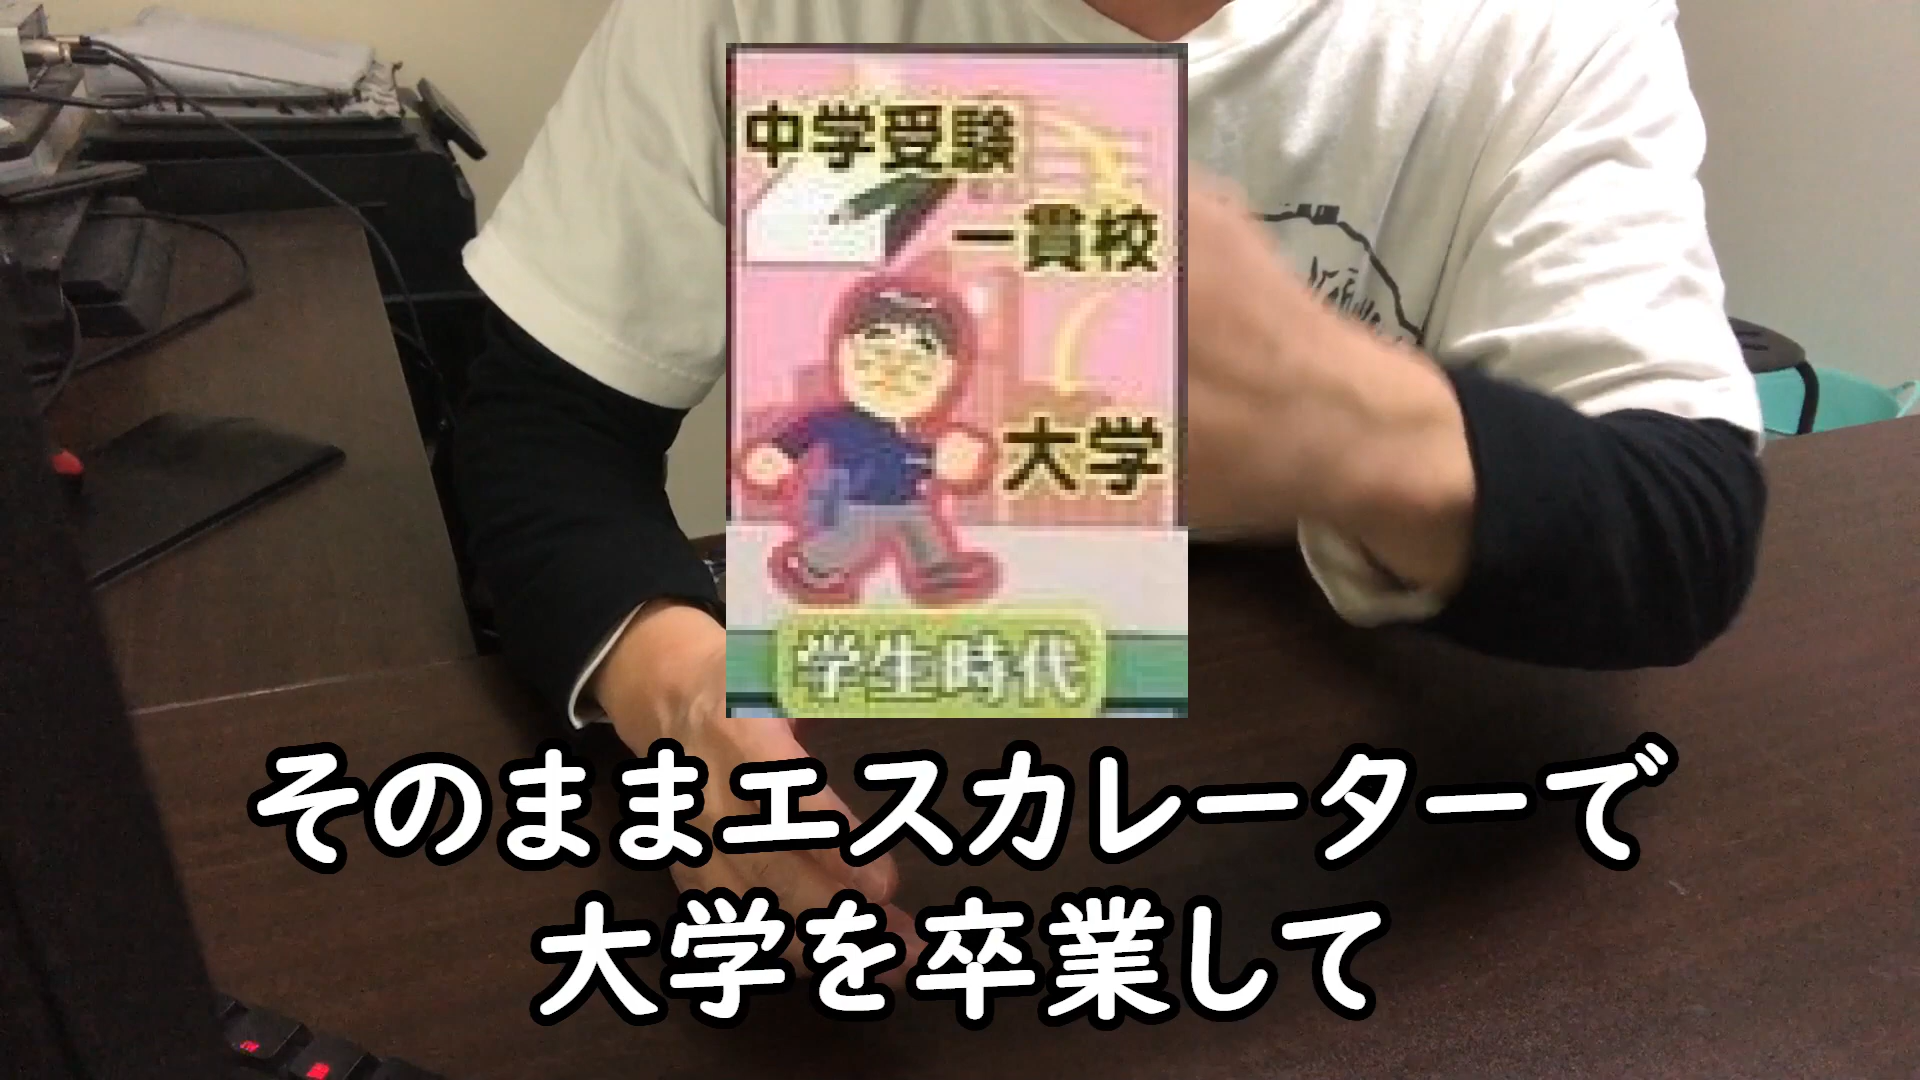 中学受験
一貫校
大学
学生時代
そのままエスカレーターで
大学を卒業して